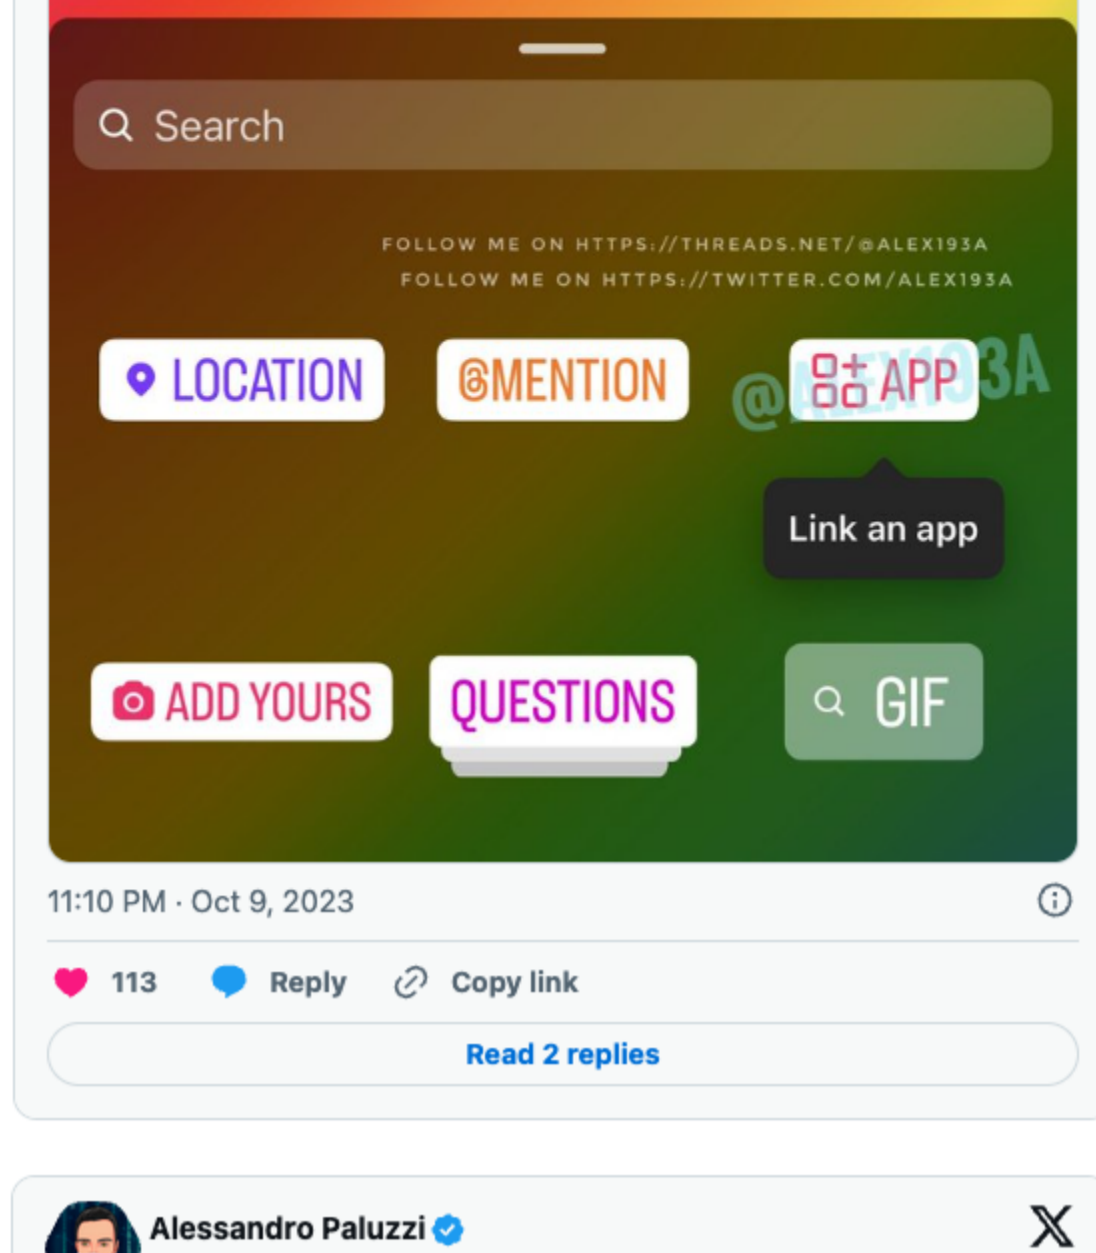 Search
FOLLOW ME ON HTTPS://THREADS.NET/@ALEX193A
FOLLOW ME ON HTTPS://TWITTER.COM/ALEX193A
LOCATION
@MENTION
APP
@ALEX193A
Link an app
ADD YOURS
QUESTIONS
GIF
11:10 PM · Oct 9, 2023
113 Reply Copy link
Read 2 replies
Alessandro Paluzzi